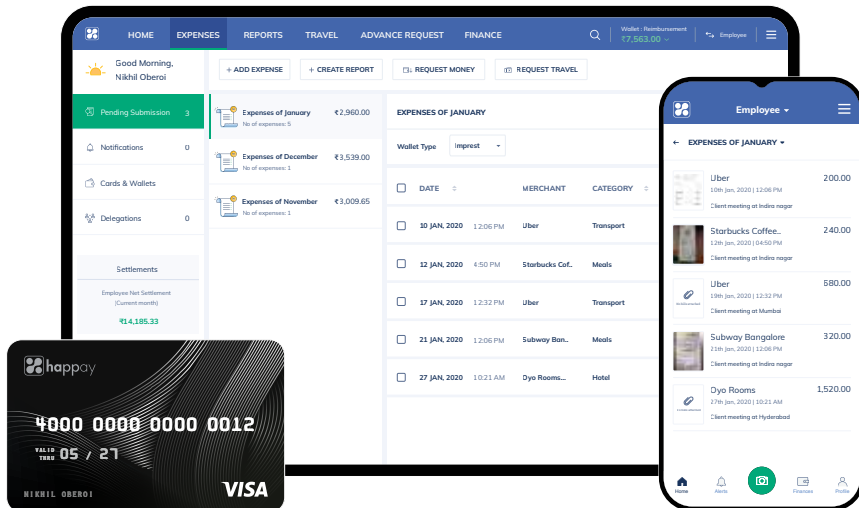 HOME EXPENSES REPORTS TRAVEL ADVANCE REQUEST FINANCE
Wallet : Reimbursement
₹7,563.00
Employee
Good Morning,
Nikhil Oberoi
+ ADD EXPENSE + CREATE REPORT REQUEST MONEY REQUEST TRAVEL
Pending Submission 3
Notifications 0
Cards & Wallets
Delegations 0
Settlements
Employee Net Settlement
(Current month)
₹14,185.33
Expenses of January ₹2,960.00
No of expenses: 5
Expenses of December ₹3,539.00
No of expenses: 1
Expenses of November ₹3,009.65
No of expenses: 1
EXPENSES OF JANUARY
Wallet Type Imprest
DATE MERCHANT CATEGORY
10 JAN, 2020 12:06 PM Uber Transport
12 JAN, 2020 4:50 PM Starbucks Cof.. Meals
17 JAN, 2020 12:32 PM Uber Transport
21 JAN, 2020 12:06 PM Subway Ban.. Meals
27 JAN, 2020 10:21 AM Oyo Rooms... Hotel
Employee
EXPENSES OF JANUARY
Uber 200.00
10th Jan, 2020 | 12:06 PM
Client meeting at Indira nagar
Starbucks Coffee.. 240.00
12th Jan, 2020 | 04:50 PM
Client meeting at Indira nagar
Uber 680.00
19th Jan, 2020 | 12:32 PM
Client meeting at Mumbai
Subway Bangalore 320.00
21th Jan, 2020 | 12:06 PM
Client meeting at Indira nagar
Oyo Rooms 1,520.00
27th Jan, 2020 | 10:21 AM
Client meeting at Hyderabad
Home Alerts Finances Profile
happay
4000 0000 0000 0012
VALID
THRU 05 / 27
NIKHIL OBEROI
VISA